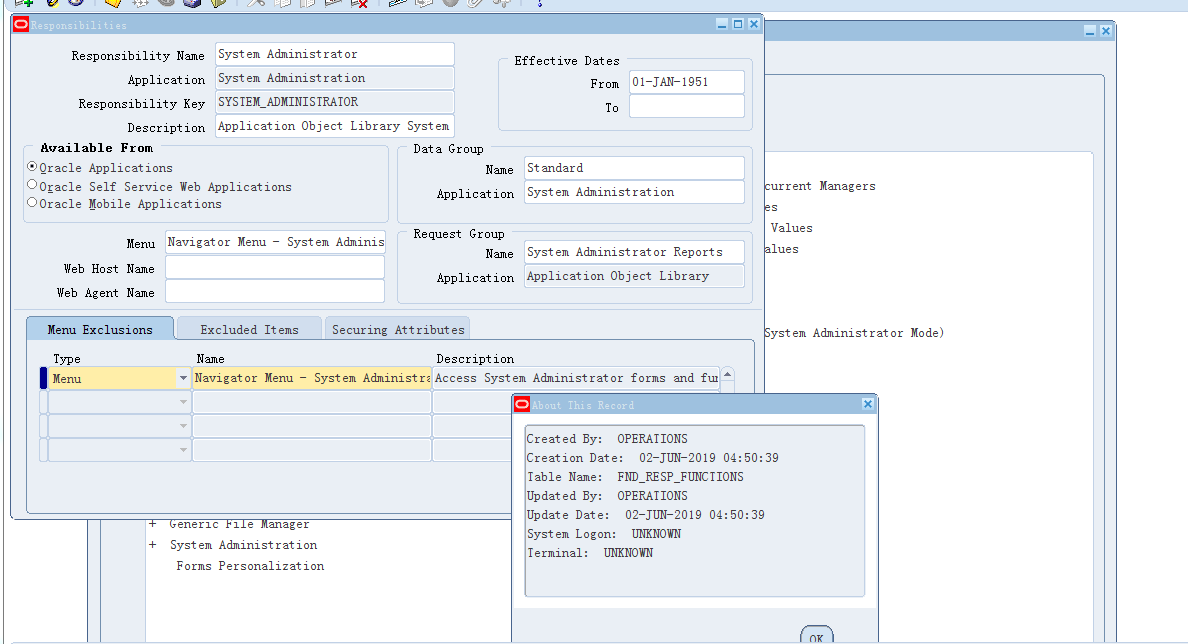 Responsibilities
Responsibility Name System Administrator
Application System Administration
Responsibility Key SYSTEM_ADMINISTRATOR
Description Application Object Library System
Effective Dates
From 01-JAN-1951
To
Available From
Oracle Applications
Oracle Self Service Web Applications
Oracle Mobile Applications
Data Group
Name Standard
Application System Administration
Menu Navigator Menu - System Adminis
Web Host Name
Web Agent Name
Request Group
Name System Administrator Reports
Application Application Object Library
Menu Exclusions Excluded Items Securing Attributes
Type Name Description
Menu Navigator Menu - System Administra Access System Administrator forms and fun
current Managers
es
Values
alues
System Administrator Mode)
+ Generic File Manager
+ System Administration
Forms Personalization
About This Record
Created By: OPERATIONS
Creation Date: 02-JUN-2019 04:50:39
Table Name: FND_RESP_FUNCTIONS
Updated By: OPERATIONS
Update Date: 02-JUN-2019 04:50:39
System Logon: UNKNOWN
Terminal: UNKNOWN
OK